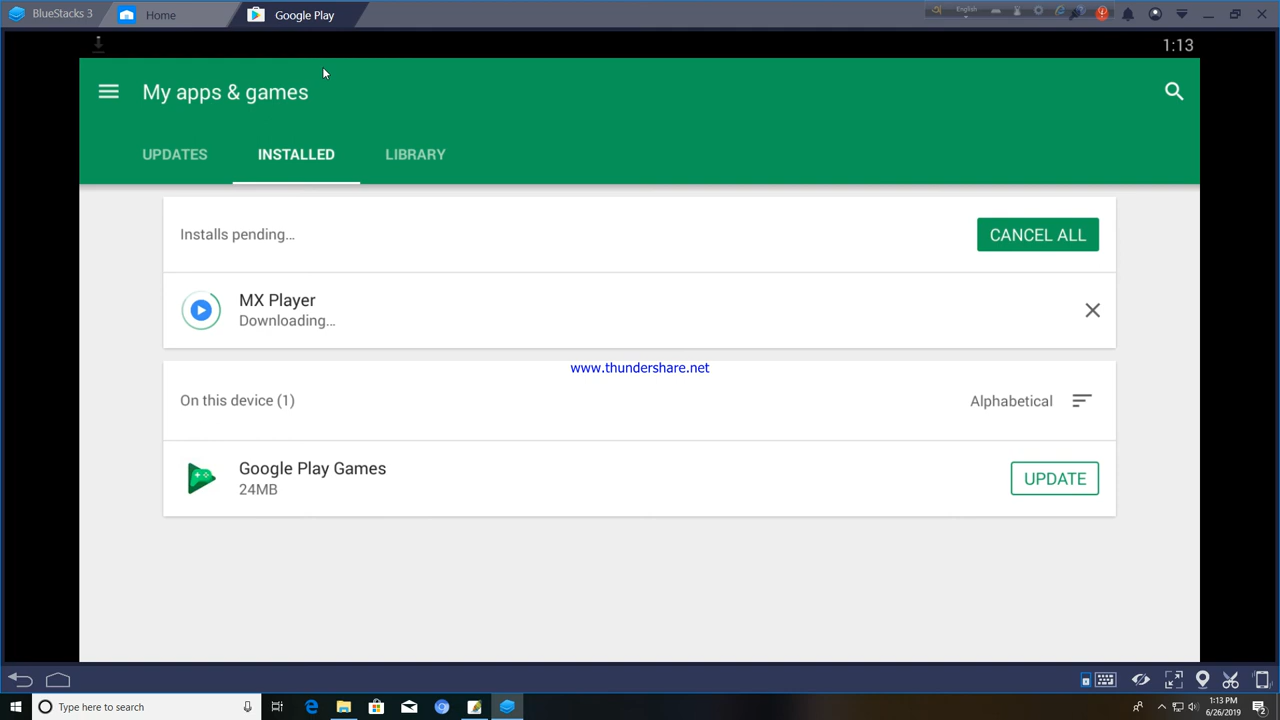 BlueStacks 3
Home
Google Play
English
1:13
My apps & games
UPDATES
INSTALLED
LIBRARY
Installs pending...
CANCEL ALL
MX Player
Downloading...
www.thundershare.net
On this device (1)
Alphabetical
Google Play Games
24MB
UPDATE
Type here to search
1:13 PM
6/26/2019
2